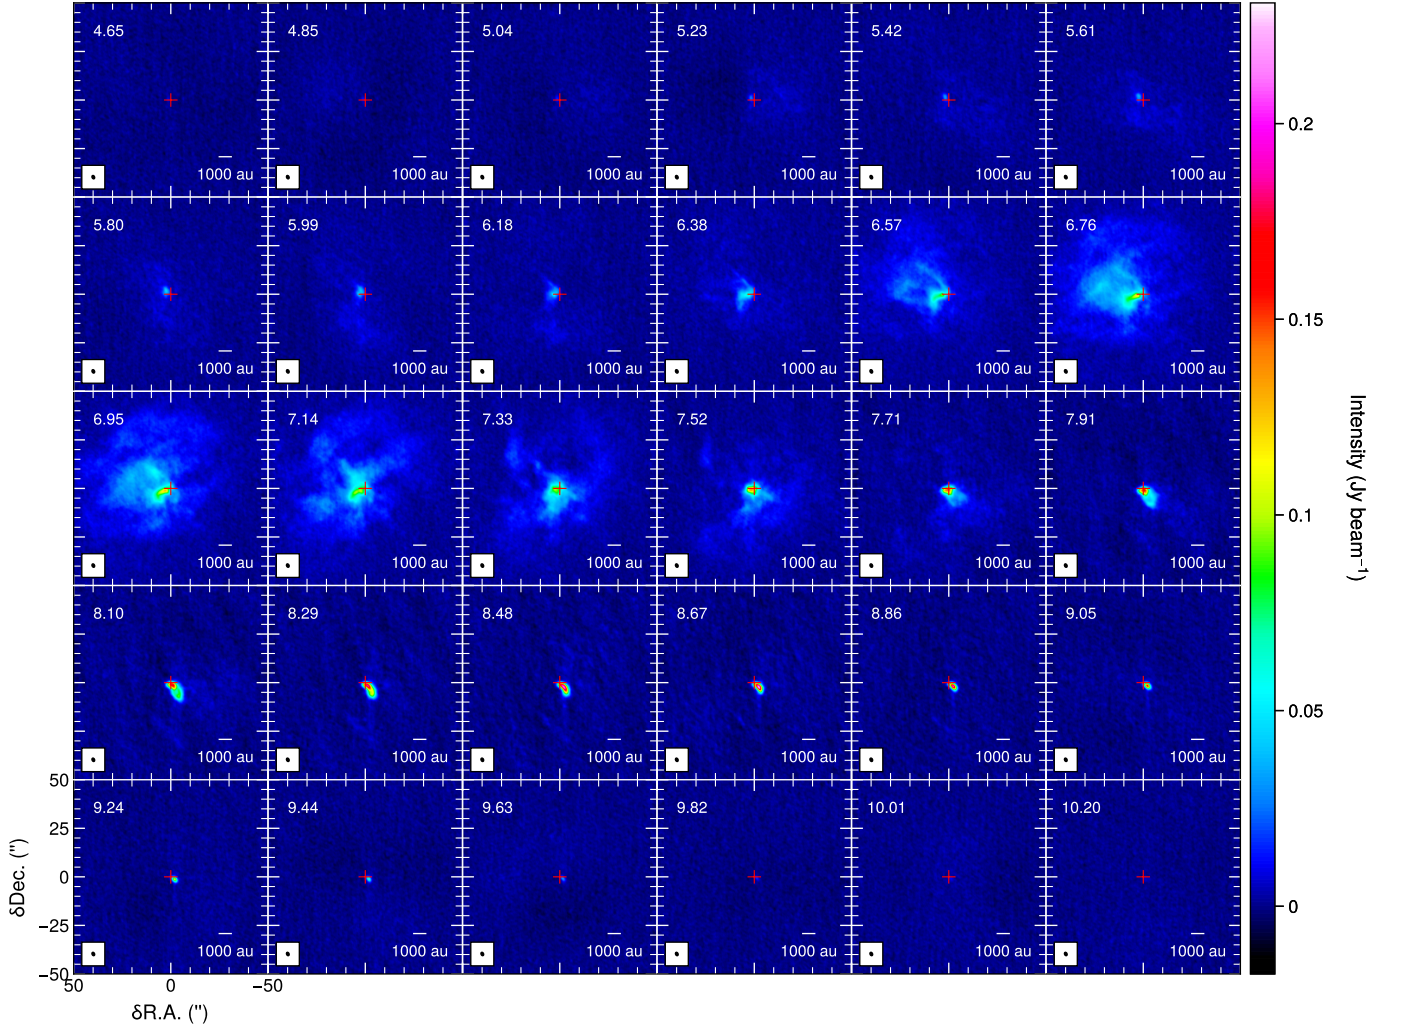 4.65 4.85 5.04 5.23 5.42 5.61
1000 au 1000 au 1000 au 1000 au 1000 au 1000 au
5.80 5.99 6.18 6.38 6.57 6.76
1000 au 1000 au 1000 au 1000 au 1000 au 1000 au
6.95 7.14 7.33 7.52 7.71 7.91
1000 au 1000 au 1000 au 1000 au 1000 au 1000 au
8.10 8.29 8.48 8.67 8.86 9.05
1000 au 1000 au 1000 au 1000 au 1000 au 1000 au
9.24 9.44 9.63 9.82 10.01 10.20
1000 au 1000 au 1000 au 1000 au 1000 au 1000 au
50
25
0
−25
−50
δDec. (")
50 0 −50
δR.A. (")
0.2
0.15
0.1
0.05
0
Intensity (Jy beam⁻¹)